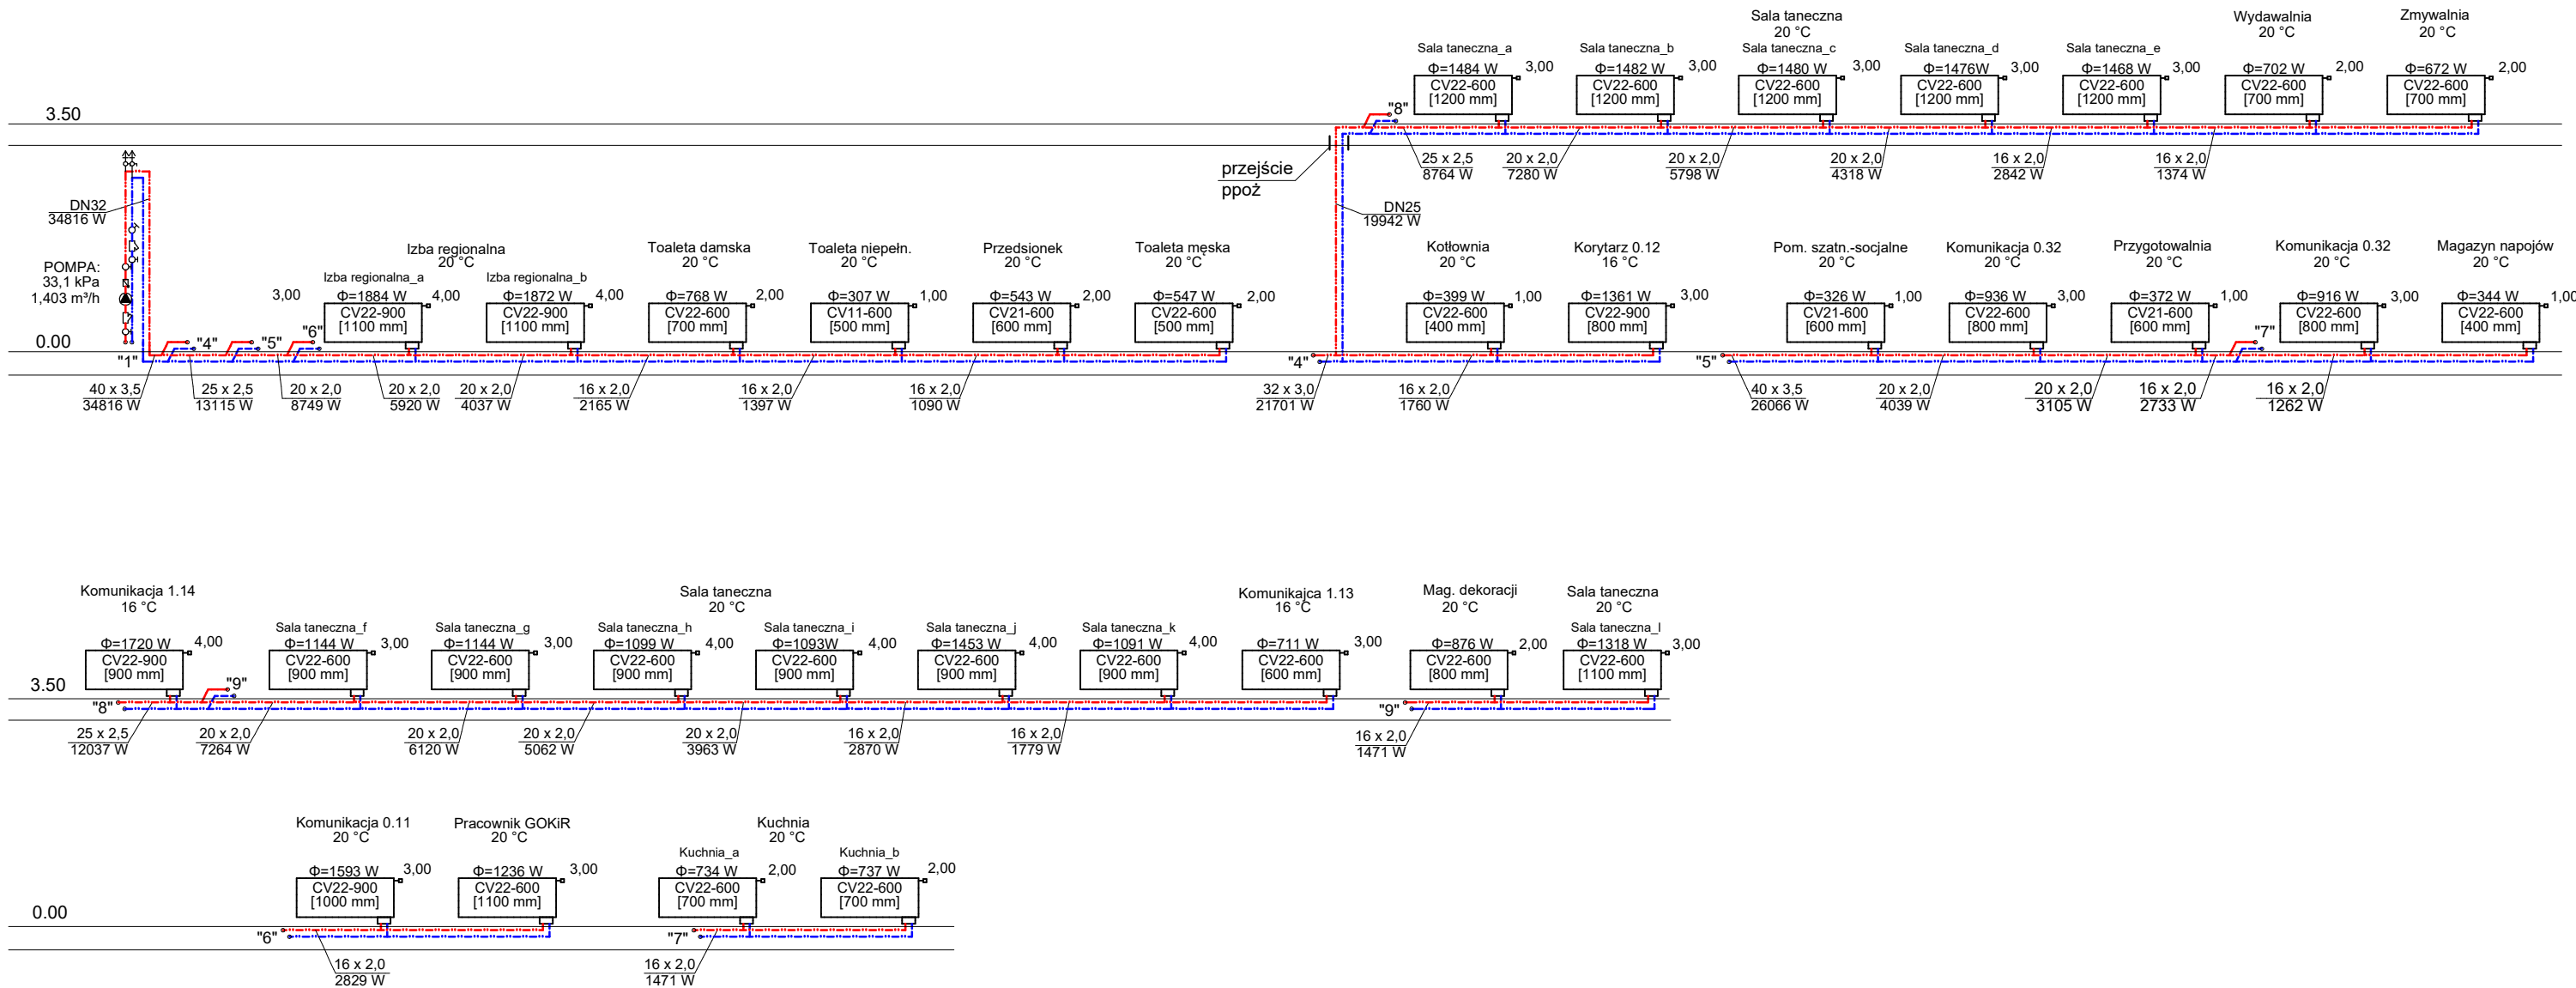 Sala taneczna
20 °C
Wydawalnia
20 °C
Zmywalnia
20 °C
Sala taneczna_a
Φ=1484 W
3,00
CV22-600
[1200 mm]
Sala taneczna_b
Φ=1482 W
3,00
CV22-600
[1200 mm]
Sala taneczna_c
Φ=1480 W
3,00
CV22-600
[1200 mm]
Sala taneczna_d
Φ=1476W
3,00
CV22-600
[1200 mm]
Sala taneczna_e
Φ=1468 W
3,00
CV22-600
[1200 mm]
Φ=702 W
2,00
CV22-600
[700 mm]
Φ=672 W
2,00
CV22-600
[700 mm]
3.50
"8"
25 x 2,5
8764 W
20 x 2,0
7280 W
20 x 2,0
5798 W
20 x 2,0
4318 W
16 x 2,0
2842 W
16 x 2,0
1374 W
przejście
ppoż
DN32
34816 W
DN25
19942 W
POMPA:
33,1 kPa
1,403 m³/h
3,00
Izba regionalna
20 °C
Izba regionalna_a
Φ=1884 W
4,00
CV22-900
[1100 mm]
Izba regionalna_b
Φ=1872 W
4,00
CV22-900
[1100 mm]
Toaleta damska
20 °C
Φ=768 W
2,00
CV22-600
[700 mm]
Toaleta niepełn.
20 °C
Φ=307 W
1,00
CV11-600
[500 mm]
Przedsionek
20 °C
Φ=543 W
2,00
CV21-600
[600 mm]
Toaleta męska
20 °C
Φ=547 W
2,00
CV22-600
[500 mm]
Kotłownia
20 °C
Φ=399 W
1,00
CV22-600
[400 mm]
Korytarz 0.12
16 °C
Φ=1361 W
3,00
CV22-900
[800 mm]
Pom. szatn.-socjalne
20 °C
Φ=326 W
1,00
CV21-600
[600 mm]
Komunikacja 0.32
20 °C
Φ=936 W
3,00
CV22-600
[800 mm]
Przygotowalnia
20 °C
Φ=372 W
1,00
CV21-600
[600 mm]
Komunikacja 0.32
20 °C
Φ=916 W
3,00
CV22-600
[800 mm]
Magazyn napojów
20 °C
Φ=344 W
1,00
CV22-600
[400 mm]
0.00
"1"
"4"
"5"
"6"
"4"
"5"
"7"
40 x 3,5
34816 W
25 x 2,5
13115 W
20 x 2,0
8749 W
20 x 2,0
5920 W
20 x 2,0
4037 W
16 x 2,0
2165 W
16 x 2,0
1397 W
16 x 2,0
1090 W
32 x 3,0
21701 W
16 x 2,0
1760 W
40 x 3,5
26066 W
20 x 2,0
4039 W
20 x 2,0
3105 W
16 x 2,0
2733 W
16 x 2,0
1262 W
Komunikacja 1.14
16 °C
Φ=1720 W
4,00
CV22-900
[900 mm]
Sala taneczna
20 °C
Sala taneczna_f
Φ=1144 W
3,00
CV22-600
[900 mm]
Sala taneczna_g
Φ=1144 W
3,00
CV22-600
[900 mm]
Sala taneczna_h
Φ=1099 W
4,00
CV22-600
[900 mm]
Sala taneczna_i
Φ=1093W
4,00
CV22-600
[900 mm]
Sala taneczna_j
Φ=1453 W
4,00
CV22-600
[900 mm]
Sala taneczna_k
Φ=1091 W
4,00
CV22-600
[900 mm]
Komunikajca 1.13
16 °C
Φ=711 W
3,00
CV22-600
[600 mm]
Mag. dekoracji
20 °C
Φ=876 W
2,00
CV22-600
[800 mm]
Sala taneczna
20 °C
Sala taneczna_l
Φ=1318 W
3,00
CV22-600
[1100 mm]
3.50
"8"
"9"
"9"
25 x 2,5
12037 W
20 x 2,0
7264 W
20 x 2,0
6120 W
20 x 2,0
5062 W
20 x 2,0
3963 W
16 x 2,0
2870 W
16 x 2,0
1779 W
16 x 2,0
1471 W
Komunikacja 0.11
20 °C
Φ=1593 W
3,00
CV22-900
[1000 mm]
Pracownik GOKiR
20 °C
Φ=1236 W
3,00
CV22-600
[1100 mm]
Kuchnia
20 °C
Kuchnia_a
Φ=734 W
2,00
CV22-600
[700 mm]
Kuchnia_b
Φ=737 W
2,00
CV22-600
[700 mm]
0.00
"6"
"7"
16 x 2,0
2829 W
16 x 2,0
1471 W